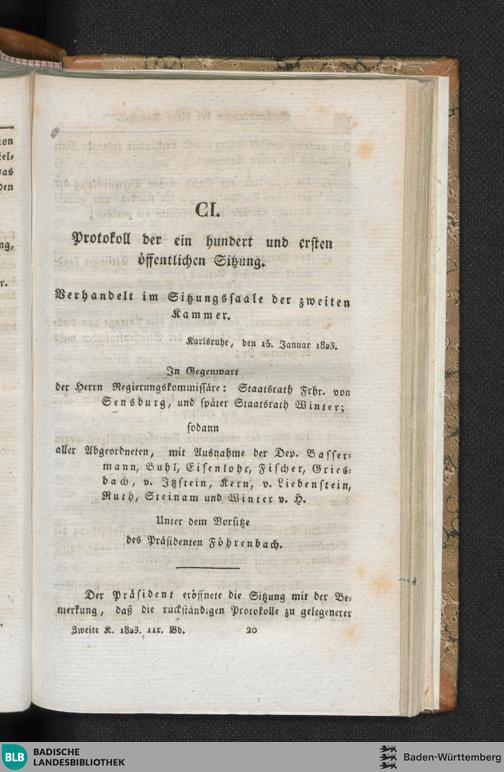 CI.
Protokoll der ein hundert und ersten
öffentlichen Sitzung.
Verhandelt im Sitzungssaale der zweiten
Kammer.
Karlsruhe, den 15. Januar 1823.
In Gegenwart
der Herrn Regierungskommissäre: Staatsrath Frhr. von
Sensburg, und später Staatsrath Winter;
sodann
aller Abgeordneten, mit Ausnahme der Dep. Basser-
mann, Buhl, Eisenlohr, Fischer, Gries-
bach, v. Itzstein, Kern, v. Liebenstein,
Ruth, Steinam und Winter v. H.
Unter dem Vorsitze
des Präsidenten Föhrenbach.
Der Präsident eröffnete die Sitzung mit der Be-
merkung, daß die rückständigen Protokolle zu gelegenerer
Zweite K. 1823. 11r. Bd. 20
BLB BADISCHE
LANDESBIBLIOTHEK
Baden-Württemberg